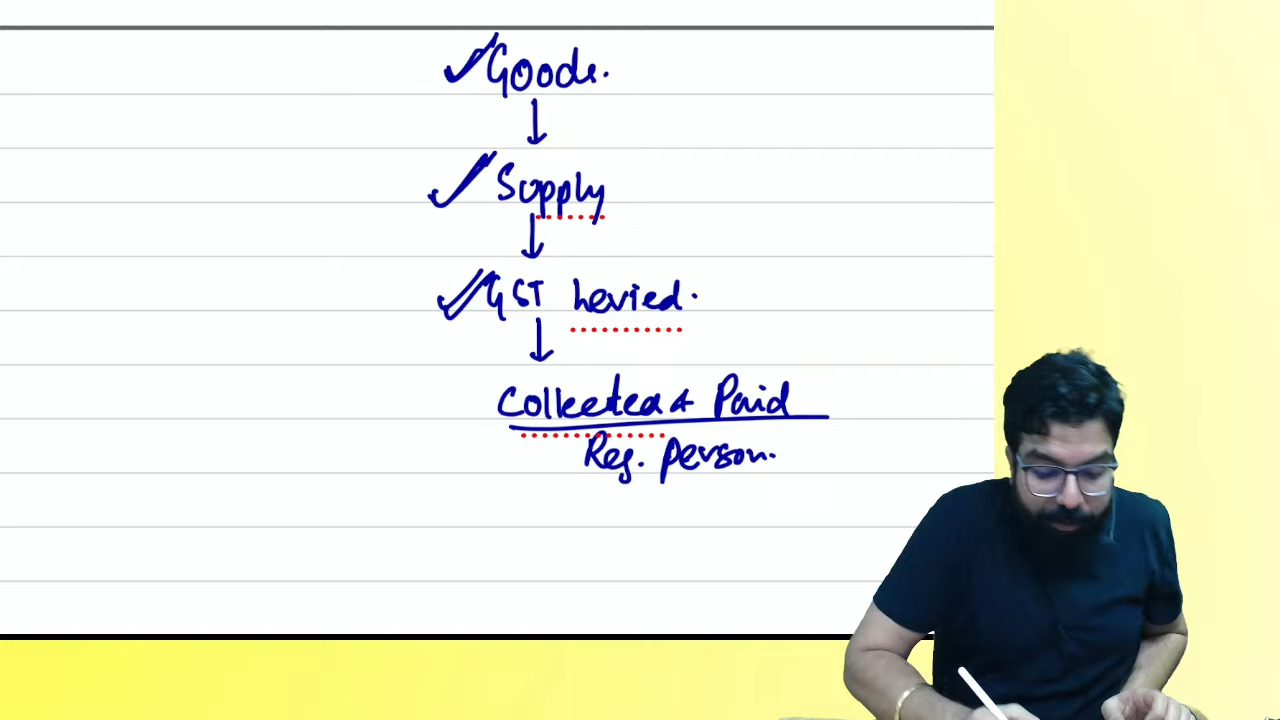 Goods.
Supply
GST Levied.
Collected & Paid
Reg. Person.